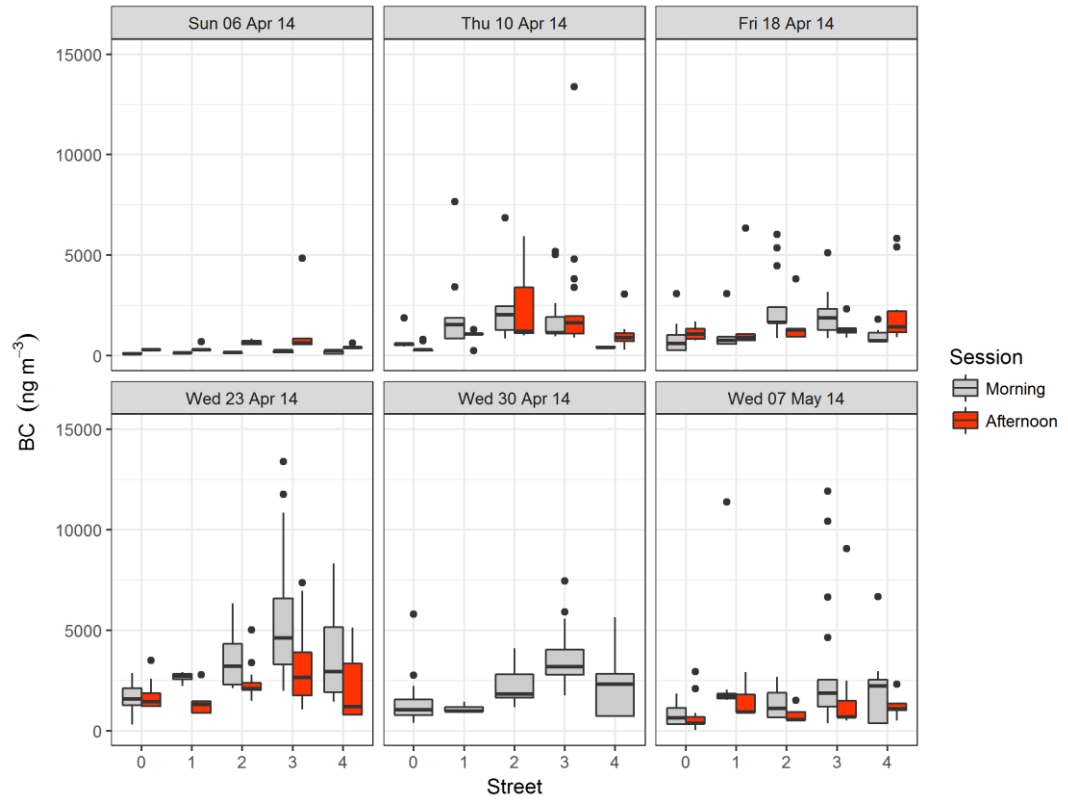 Sun 06 Apr 14
Thu 10 Apr 14
Fri 18 Apr 14
15000
10000
5000
0
Wed 23 Apr 14
Wed 30 Apr 14
Wed 07 May 14
15000
10000
5000
0
BC (ng m⁻³)
0 1 2 3 4
0 1 2 3 4
0 1 2 3 4
Street
Session
Morning
Afternoon